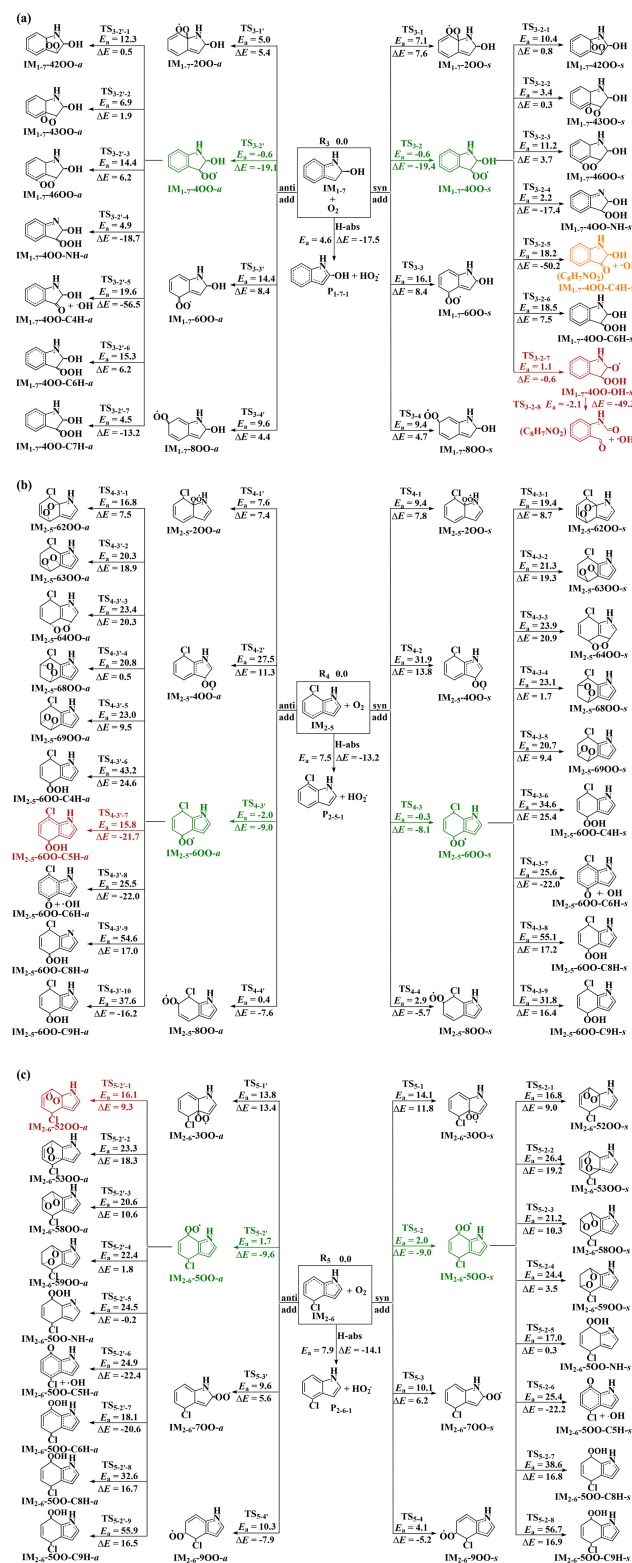 (a)
TS3-2'-1
Ea = 12.3
ΔE = 0.5
IM1-7-42OO-a
TS3-2'-2
Ea = 6.9
ΔE = 1.9
IM1-7-43OO-a
TS3-2'-3
Ea = 14.4
ΔE = 6.2
IM1-7-46OO-a
TS3-2'-4
Ea = 4.9
ΔE = -18.7
IM1-7-4OO-NH-a
TS3-2'-5
Ea = 19.6
ΔE = -56.5
IM1-7-4OO-C4H-a
TS3-2'-6
Ea = 15.3
ΔE = 6.2
IM1-7-4OO-C6H-a
TS3-2'-7
Ea = 4.5
ΔE = -13.2
IM1-7-4OO-C7H-a
TS3-1'
Ea = 5.0
ΔE = 5.4
IM1-7-2OO-a
TS3-2'
Ea = -0.6
ΔE = -19.1
IM1-7-4OO-a
TS3-3'
Ea = 14.4
ΔE = 8.4
IM1-7-6OO-a
TS3-4'
Ea = 9.6
ΔE = 4.4
IM1-7-8OO-a
R3 0.0
IM1-7
+
O2
anti
add
syn
add
H-abs
Ea = 4.6 ΔE = -17.5
P1-7-1
+ HO2·
TS3-1
Ea = 7.1
ΔE = 7.6
IM1-7-2OO-s
TS3-2
Ea = -0.6
ΔE = -19.4
IM1-7-4OO-s
TS3-3
Ea = 16.1
ΔE = 8.4
IM1-7-6OO-s
TS3-4
Ea = 9.4
ΔE = 4.7
IM1-7-8OO-s
TS3-2-1
Ea = 10.4
ΔE = 0.8
IM1-7-42OO-s
TS3-2-2
Ea = 3.4
ΔE = 0.3
IM1-7-43OO-s
TS3-2-3
Ea = 11.2
ΔE = 3.7
IM1-7-46OO-s
TS3-2-4
Ea = 2.2
ΔE = -17.4
IM1-7-4OO-NH-s
TS3-2-5
Ea = 18.2
ΔE = -50.2
(C8H7NO2)
IM1-7-4OO-C4H-s
TS3-2-6
Ea = 18.5
ΔE = 7.5
IM1-7-4OO-C6H-s
TS3-2-7
Ea = 1.1
ΔE = -0.6
IM1-7-4OO-OH-s
TS3-2-8 Ea = -2.1 ΔE = -49.3
(C8H7NO2)
+ ·OH
(b)
TS4-3'-1
Ea = 16.8
ΔE = 7.5
IM2-5-62OO-a
TS4-3'-2
Ea = 20.3
ΔE = 18.9
IM2-5-63OO-a
TS4-3'-3
Ea = 23.4
ΔE = 20.3
IM2-5-64OO-a
TS4-3'-4
Ea = 20.8
ΔE = 0.5
IM2-5-68OO-a
TS4-3'-5
Ea = 23.0
ΔE = 9.5
IM2-5-69OO-a
TS4-3'-6
Ea = 43.2
ΔE = 24.6
IM2-5-6OO-C4H-a
TS4-3'-7
Ea = 15.8
ΔE = -21.7
IM2-5-6OO-C5H-a
TS4-3'-8
Ea = 25.5
ΔE = -22.0
IM2-5-6OO-C6H-a
TS4-3'-9
Ea = 54.6
ΔE = 17.0
IM2-5-6OO-C8H-a
TS4-3'-10
Ea = 37.6
ΔE = -16.2
IM2-5-6OO-C9H-a
TS4-1'
Ea = 7.6
ΔE = 7.4
IM2-5-2OO-a
TS4-2'
Ea = 27.5
ΔE = 11.3
IM2-5-4OO-a
TS4-3'
Ea = -2.0
ΔE = -9.0
IM2-5-6OO-a
TS4-4'
Ea = 0.4
ΔE = -7.6
IM2-5-8OO-a
R4 0.0
+ O2
IM2-5
anti
add
syn
add
H-abs
Ea = 7.5 ΔE = -13.2
+ HO2·
P2-5-1
TS4-1
Ea = 9.4
ΔE = 7.8
IM2-5-2OO-s
TS4-2
Ea = 31.9
ΔE = 13.8
IM2-5-4OO-s
TS4-3
Ea = -0.3
ΔE = -8.1
IM2-5-6OO-s
TS4-4
Ea = 2.9
ΔE = -5.7
IM2-5-8OO-s
TS4-3-1
Ea = 19.4
ΔE = 8.7
IM2-5-62OO-s
TS4-3-2
Ea = 21.3
ΔE = 19.3
IM2-5-63OO-s
TS4-3-3
Ea = 23.9
ΔE = 20.9
IM2-5-64OO-s
TS4-3-4
Ea = 23.1
ΔE = 1.7
IM2-5-68OO-s
TS4-3-5
Ea = 20.7
ΔE = 9.4
IM2-5-69OO-s
TS4-3-6
Ea = 34.6
ΔE = 25.4
IM2-5-6OO-C4H-s
TS4-3-7
Ea = 25.6
ΔE = -22.0
IM2-5-6OO-C6H-s
TS4-3-8
Ea = 55.1
ΔE = 17.2
IM2-5-6OO-C8H-s
TS4-3-9
Ea = 31.8
ΔE = 16.4
IM2-5-6OO-C9H-s
(c)
TS5-2'-1
Ea = 16.1
ΔE = 9.3
IM2-6-52OO-a
TS5-2'-2
Ea = 23.3
ΔE = 18.3
IM2-6-53OO-a
TS5-2'-3
Ea = 20.6
ΔE = 10.6
IM2-6-58OO-a
TS5-2'-4
Ea = 22.4
ΔE = 1.8
IM2-6-59OO-a
TS5-2'-5
Ea = 24.5
ΔE = -0.2
IM2-6-5OO-NH-a
TS5-2'-6
Ea = 24.9
ΔE = -22.4
IM2-6-5OO-C5H-a
TS5-2'-7
Ea = 18.1
ΔE = -20.6
IM2-6-5OO-C6H-a
TS5-2'-8
Ea = 32.6
ΔE = 16.7
IM2-6-5OO-C8H-a
TS5-2'-9
Ea = 55.9
ΔE = 16.5
IM2-6-5OO-C9H-a
TS5-1'
Ea = 13.8
ΔE = 13.4
IM2-6-3OO-a
TS5-2'
Ea = 1.7
ΔE = -9.6
IM2-6-5OO-a
TS5-3'
Ea = 9.6
ΔE = 5.6
IM2-6-7OO-a
TS5-4'
Ea = 10.3
ΔE = -7.9
IM2-6-9OO-a
R5 0.0
+ O2
IM2-6
anti
add
syn
add
H-abs
Ea = 7.9 ΔE = -14.1
+ HO2·
P2-6-1
TS5-1
Ea = 14.1
ΔE = 11.8
IM2-6-3OO-s
TS5-2
Ea = 2.0
ΔE = -9.0
IM2-6-5OO-s
TS5-3
Ea = 10.1
ΔE = 6.2
IM2-6-7OO-s
TS5-4
Ea = 4.1
ΔE = -5.2
IM2-6-9OO-s
TS5-2-1
Ea = 16.8
ΔE = 9.0
IM2-6-52OO-s
TS5-2-2
Ea = 26.4
ΔE = 19.2
IM2-6-53OO-s
TS5-2-3
Ea = 21.2
ΔE = 10.3
IM2-6-58OO-s
TS5-2-4
Ea = 24.4
ΔE = 3.5
IM2-6-59OO-s
TS5-2-5
Ea = 17.0
ΔE = 0.3
IM2-6-5OO-NH-s
TS5-2-6
Ea = 25.4
ΔE = -22.2
IM2-6-5OO-C5H-s
TS5-2-7
Ea = 38.6
ΔE = 16.8
IM2-6-5OO-C8H-s
TS5-2-8
Ea = 56.7
ΔE = 16.9
IM2-6-5OO-C9H-s